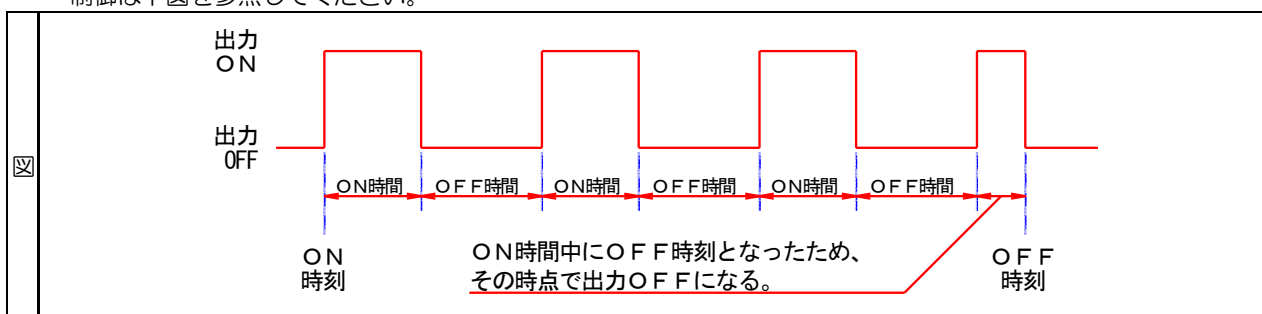 制御は下図を参照してください。
出力
ＯＮ
出力
OFF
図
ＯＮ時間
ＯＦＦ時間
ＯＮ時間
ＯＦＦ時間
ＯＮ時間
ＯＦＦ時間
ＯＮ
時刻
ＯＮ時間中にＯＦＦ時刻となったため、
その時点で出力ＯＦＦになる。
ＯＦＦ
時刻